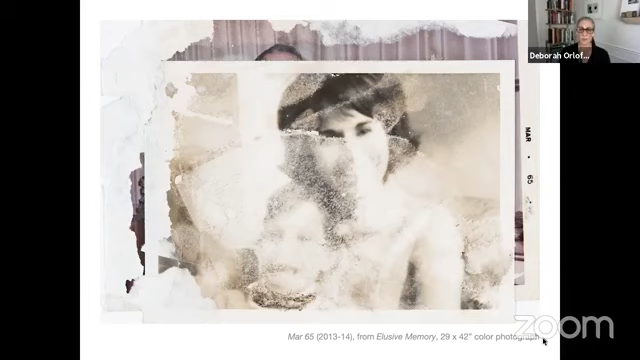 Deborah Orlof...
MAR • 65
Mar 65 (2013-14), from Elusive Memory, 29 x 42" color photograph
zoom